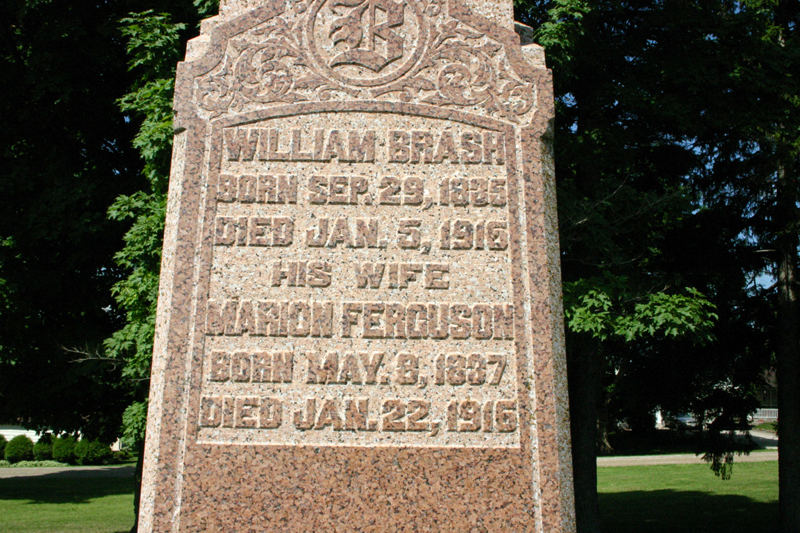 B
WILLIAM BRASH
BORN SEP. 29, 1835
DIED JAN. 5, 1916
HIS WIFE
MARION FERGUSON
BORN MAY. 8, 1837
DIED JAN. 22, 1916